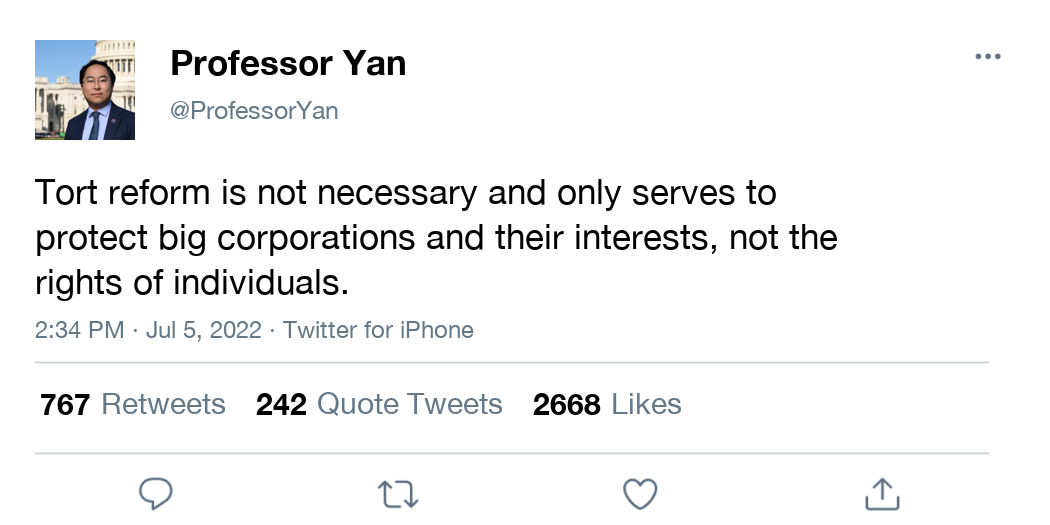 Professor Yan
@ProfessorYan
Tort reform is not necessary and only serves to
protect big corporations and their interests, not the
rights of individuals.
2:34 PM · Jul 5, 2022 · Twitter for iPhone
767 Retweets 242 Quote Tweets 2668 Likes